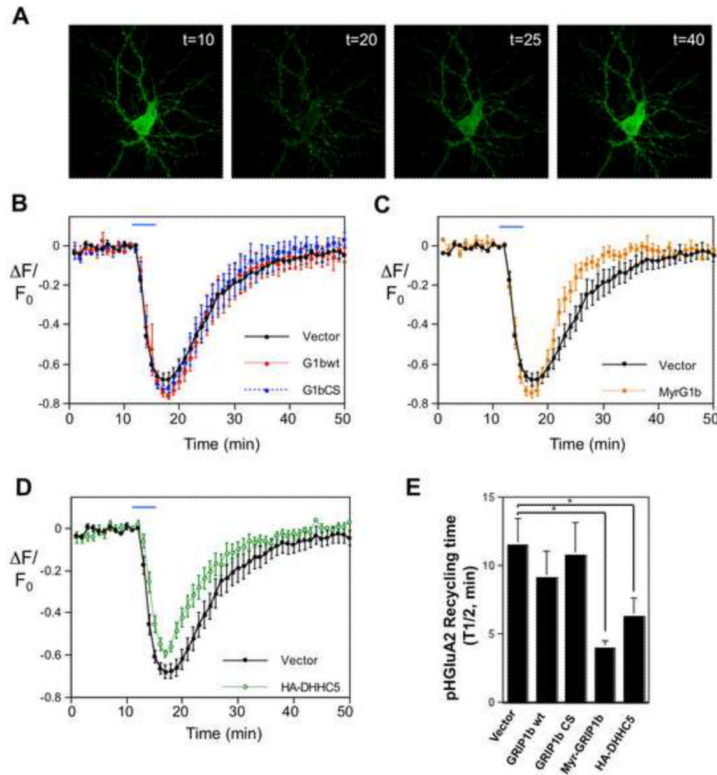 A
t=10
t=20
t=25
t=40
B
ΔF/
F0
0
-0.2
-0.4
-0.6
-0.8
0
10
20
30
40
50
Time (min)
Vector
G1bwt
G1bCS
C
ΔF/
F0
0
-0.2
-0.4
-0.6
-0.8
0
10
20
30
40
50
Time (min)
Vector
MyrG1b
D
ΔF/
F0
0
-0.2
-0.4
-0.6
-0.8
0
10
20
30
40
50
Time (min)
Vector
HA-DHHC5
E
pHGluA2 Recycling time
(T1/2, min)
15
10
5
0
*
*
Vector
GRIP1b wt
GRIP1b CS
Myr-GRIP1b
HA-DHHC5